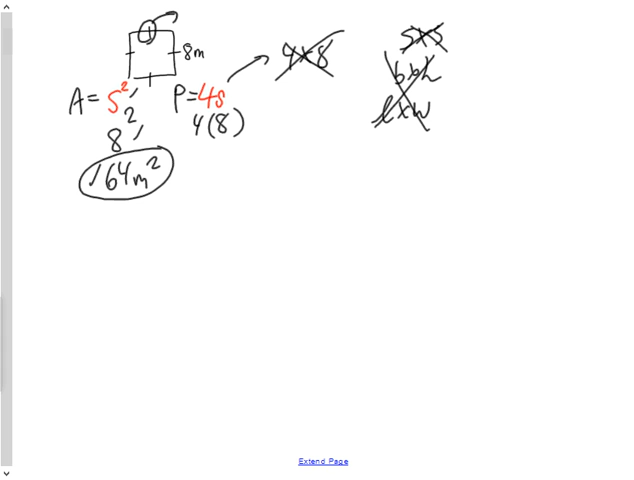 8m
A = s²
P = 4s
8²
4(8)
64m²
4x8
sxs
bxh
lxw
Extend Page